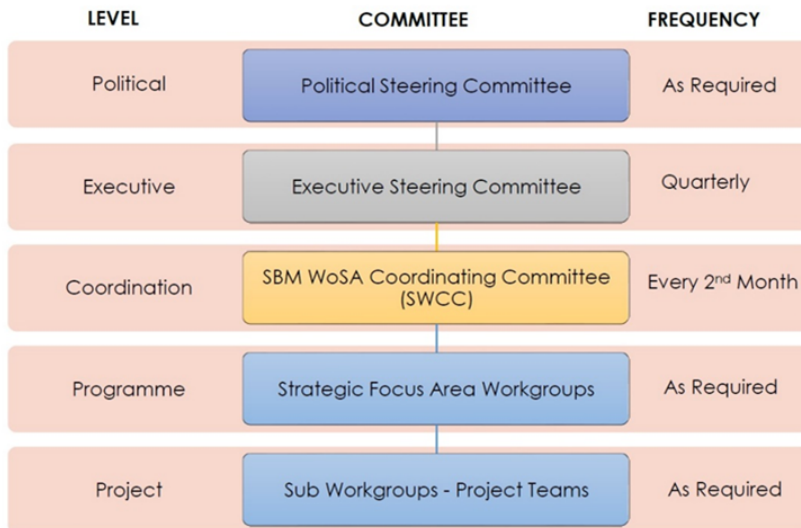 LEVEL COMMITTEE FREQUENCY
Political Political Steering Committee As Required
Executive Executive Steering Committee Quarterly
Coordination SBM WoSA Coordinating Committee Every 2nd Month
(SWCC)
Programme Strategic Focus Area Workgroups As Required
Project Sub Workgroups - Project Teams As Required